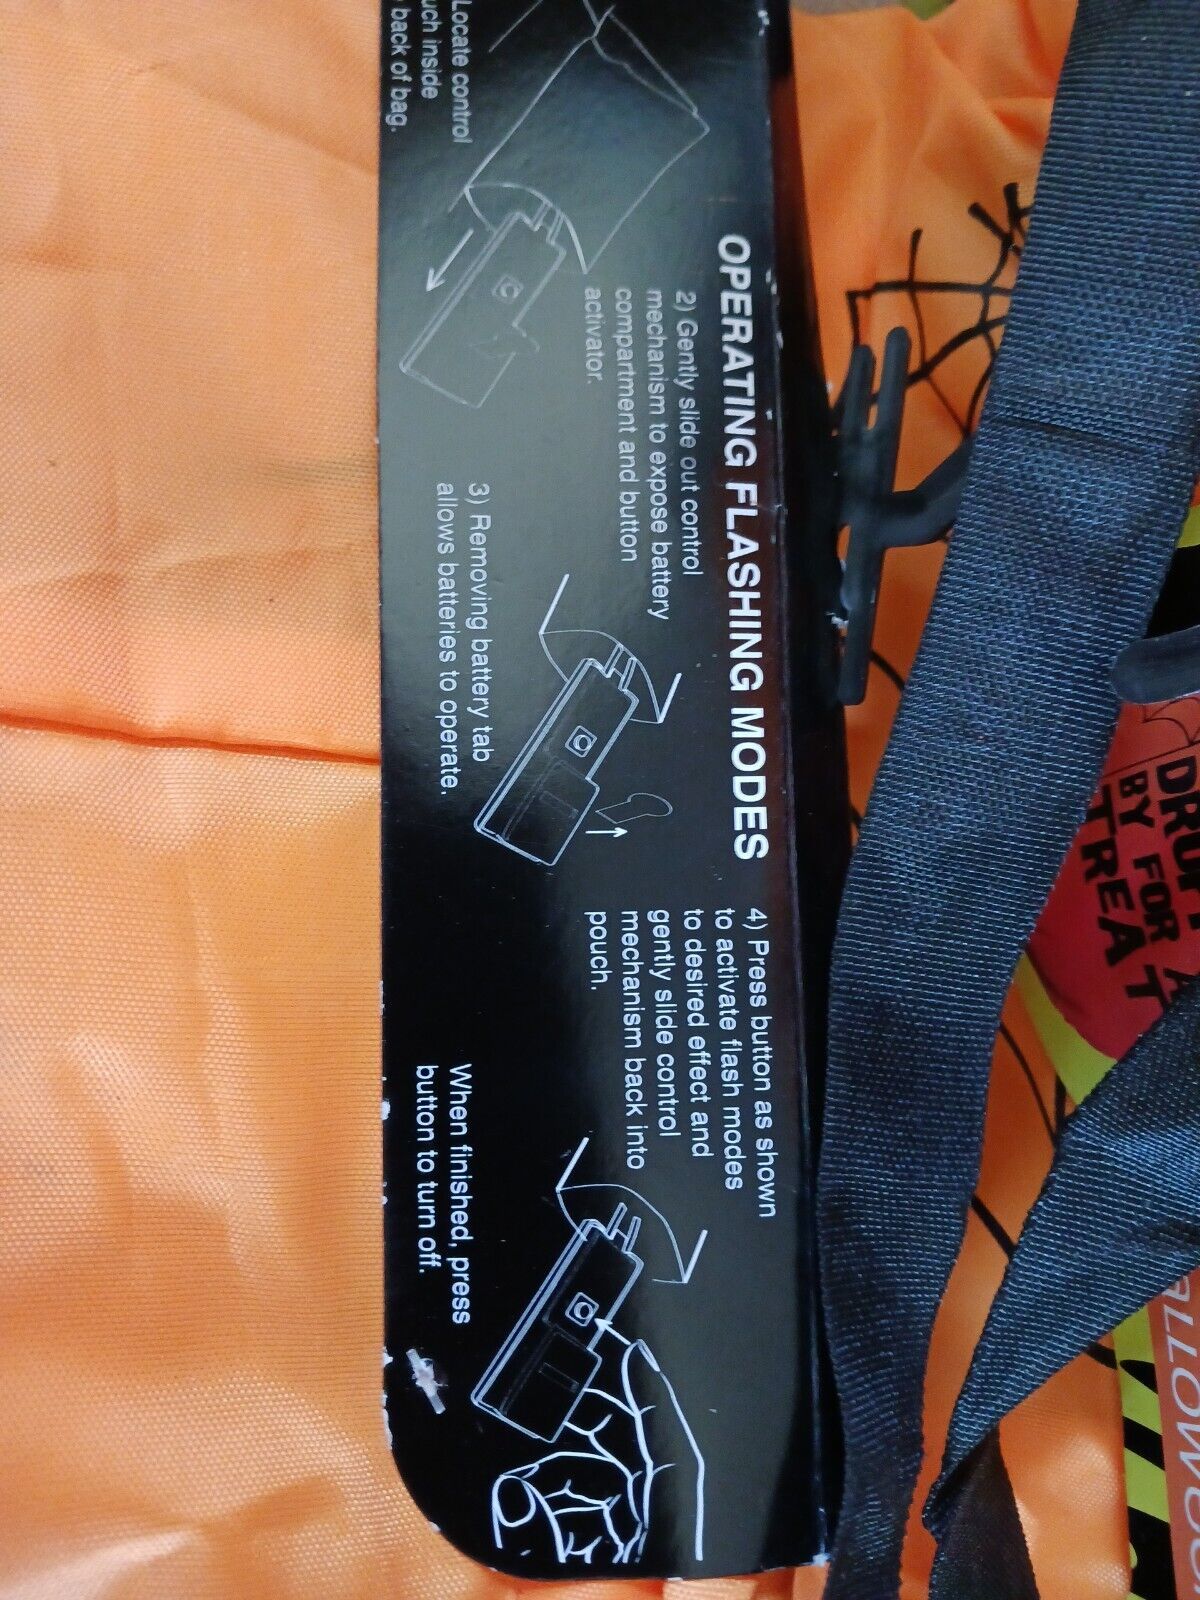 OPERATING FLASHING MODES
Locate control
inside
back of bag.
2) Gently slide out control
mechanism to expose battery
compartment and button
activator.
3) Removing battery tab
allows batteries to operate.
4) Press button as shown
to activate flash modes
to desired effect and
gently slide control
mechanism back into
pouch.
When finished, press
button to turn off.
BY FOR
TREAT